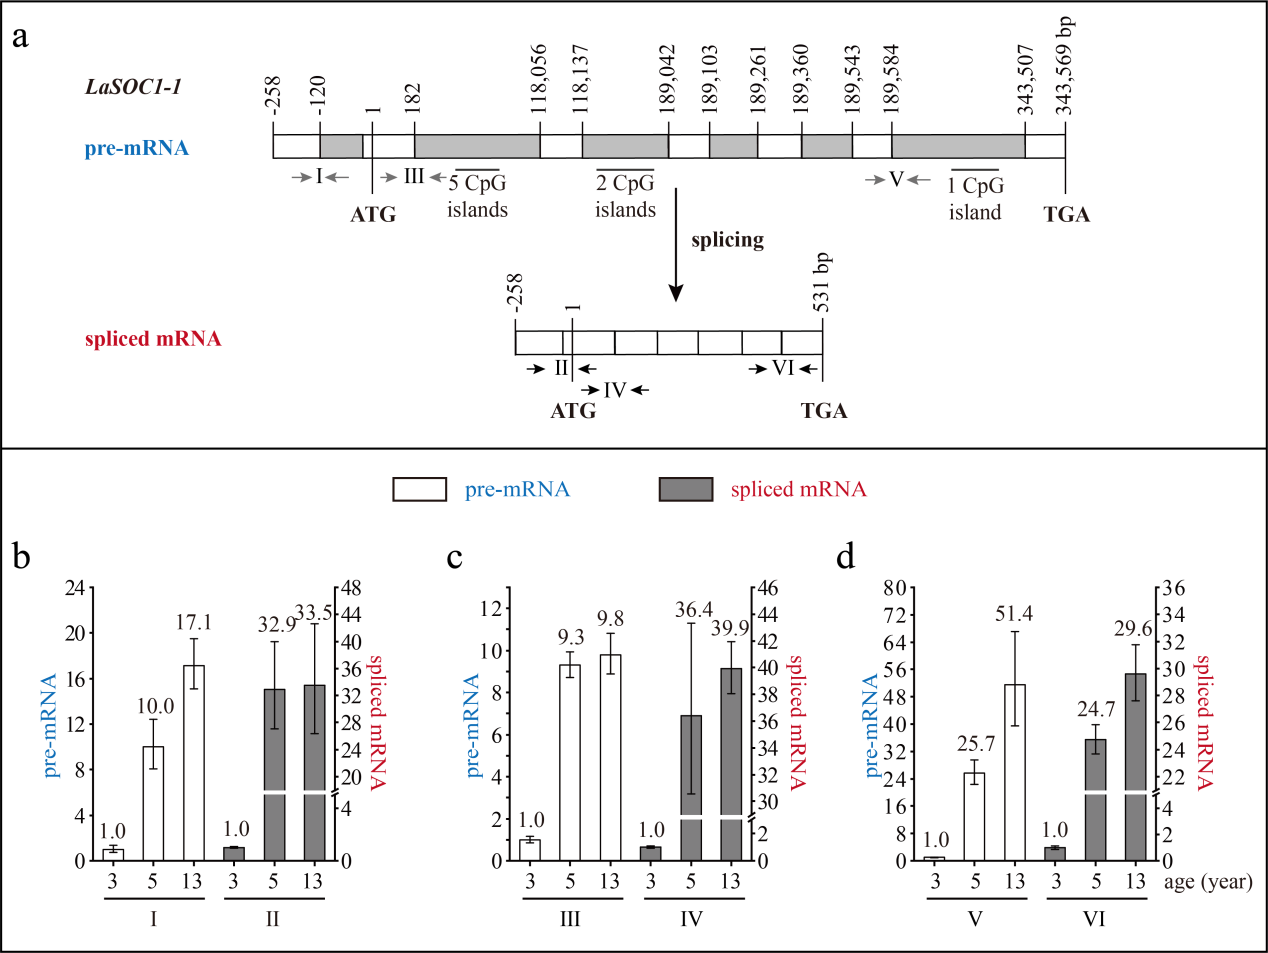 a
LaSOC1-1
-258
-120
1
182
118,056
118,137
189,042
189,103
189,261
189,360
189,543
189,584
343,507
343,569 bp
pre-mRNA
I
III
5 CpG
islands
2 CpG
islands
V
1 CpG
island
ATG
TGA
splicing
-258
1
531 bp
spliced mRNA
II
VI
IV
ATG
TGA
pre-mRNA
spliced mRNA
b
pre-mRNA
24
20
16
12
8
4
0
1.0
10.0
17.1
1.0
32.9
33.5
48
44
40
36
32
28
24
20
4
0
spliced mRNA
3 5 13 3 5 13
I II
c
pre-mRNA
12
10
8
6
4
2
0
1.0
9.3
9.8
1.0
36.4
39.9
46
44
42
40
38
36
34
32
30
2
0
spliced mRNA
3 5 13 3 5 13
III IV
d
pre-mRNA
80
72
64
56
48
40
32
24
16
8
0
1.0
25.7
51.4
1.0
24.7
29.6
36
34
32
30
28
26
24
22
4
2
0
spliced mRNA
3 5 13 3 5 13 age (year)
V VI